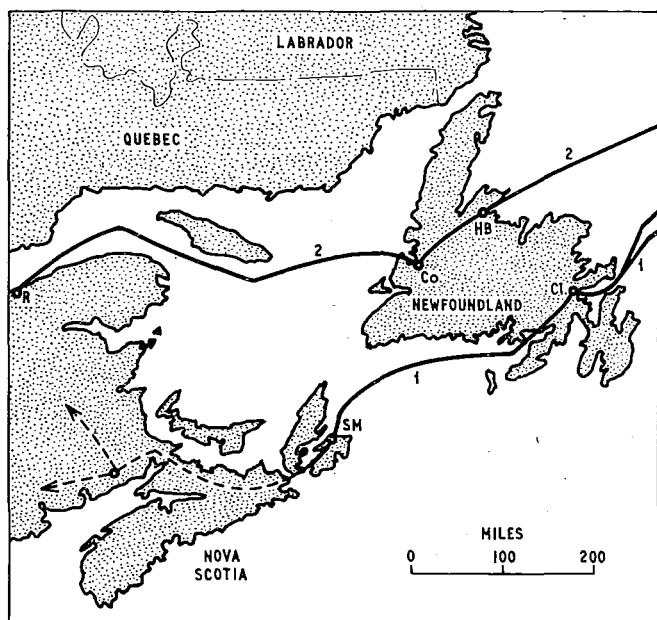 LABRADOR
QUEBEC
2
HB
2
Co
R
Cl.
1
NEWFOUNDLAND
1
SM
MILES
NOVA
SCOTIA
0 100 200